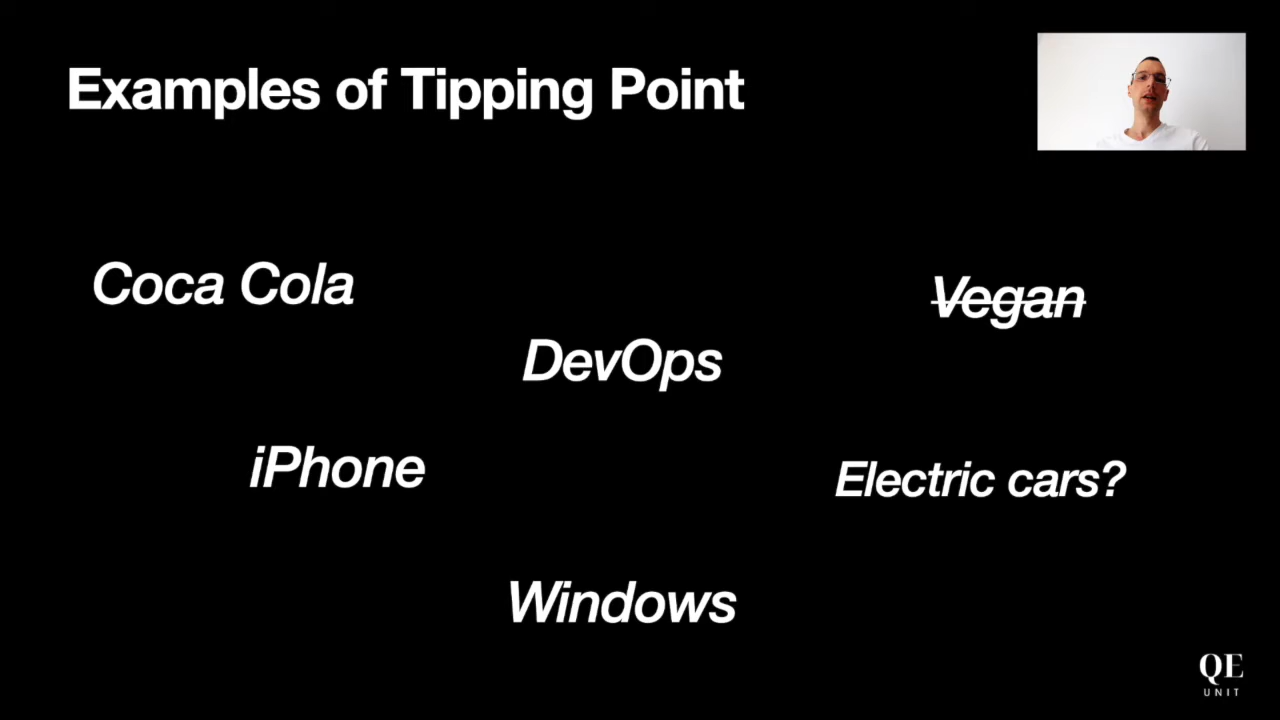 Examples of Tipping Point
Coca Cola
Vegan
DevOps
iPhone
Electric cars?
Windows
QE
UNIT